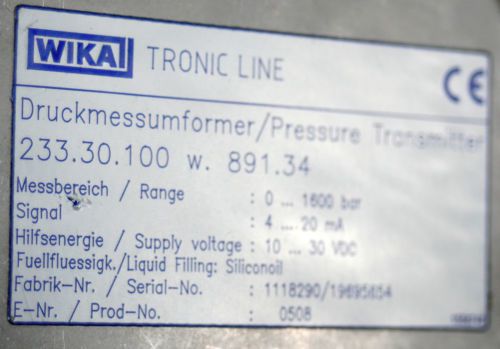 WIKA TRONIC LINE CE
Druckmessumformer/Pressure Transmitter
233.30.100 w. 891.34
Messbereich / Range : 0 ... 1600 bar
Signal : 4 ... 20 mA
Hilfsenergie / Supply voltage : 10 ... 30 VDC
Fuellfluessigk./Liquid Filling: Siliconoil
Fabrik-Nr. / Serial-No. : 1118290/19695654
E-Nr. / Prod-No. : 0508